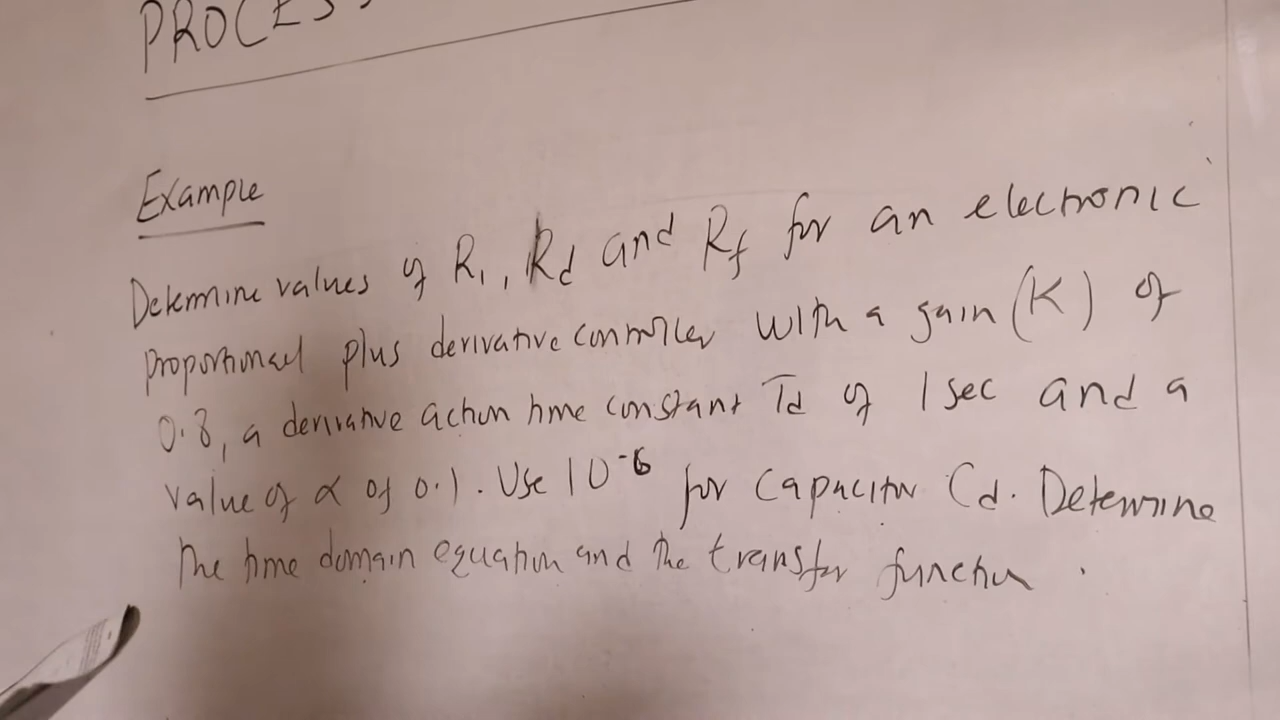 PROCES
Example
Determine values of R1, Rd and Rf for an electronic
proportional plus derivative controller with a gain (K) of
0.8, a derivative action time constant Td of 1 sec and a
value of α of 0.1. Use 10^-6 for capacitor Cd. Determine
the time domain equation and the transfer function.